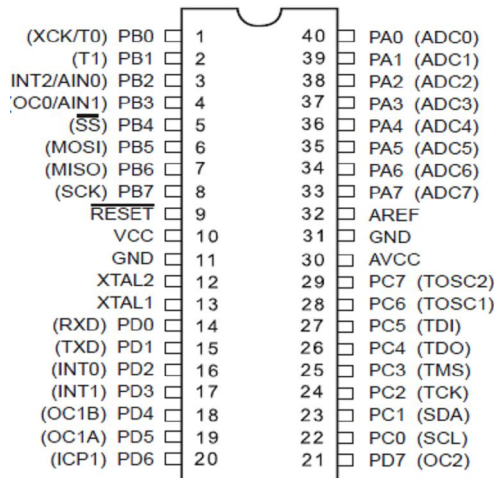 (XCK/T0) PB0 1 40 PA0 (ADC0)
(T1) PB1 2 39 PA1 (ADC1)
INT2/AIN0) PB2 3 38 PA2 (ADC2)
(OC0/AIN1) PB3 4 37 PA3 (ADC3)
(SS) PB4 5 36 PA4 (ADC4)
(MOSI) PB5 6 35 PA5 (ADC5)
(MISO) PB6 7 34 PA6 (ADC6)
(SCK) PB7 8 33 PA7 (ADC7)
RESET 9 32 AREF
VCC 10 31 GND
GND 11 30 AVCC
XTAL2 12 29 PC7 (TOSC2)
XTAL1 13 28 PC6 (TOSC1)
(RXD) PD0 14 27 PC5 (TDI)
(TXD) PD1 15 26 PC4 (TDO)
(INT0) PD2 16 25 PC3 (TMS)
(INT1) PD3 17 24 PC2 (TCK)
(OC1B) PD4 18 23 PC1 (SDA)
(OC1A) PD5 19 22 PC0 (SCL)
(ICP1) PD6 20 21 PD7 (OC2)